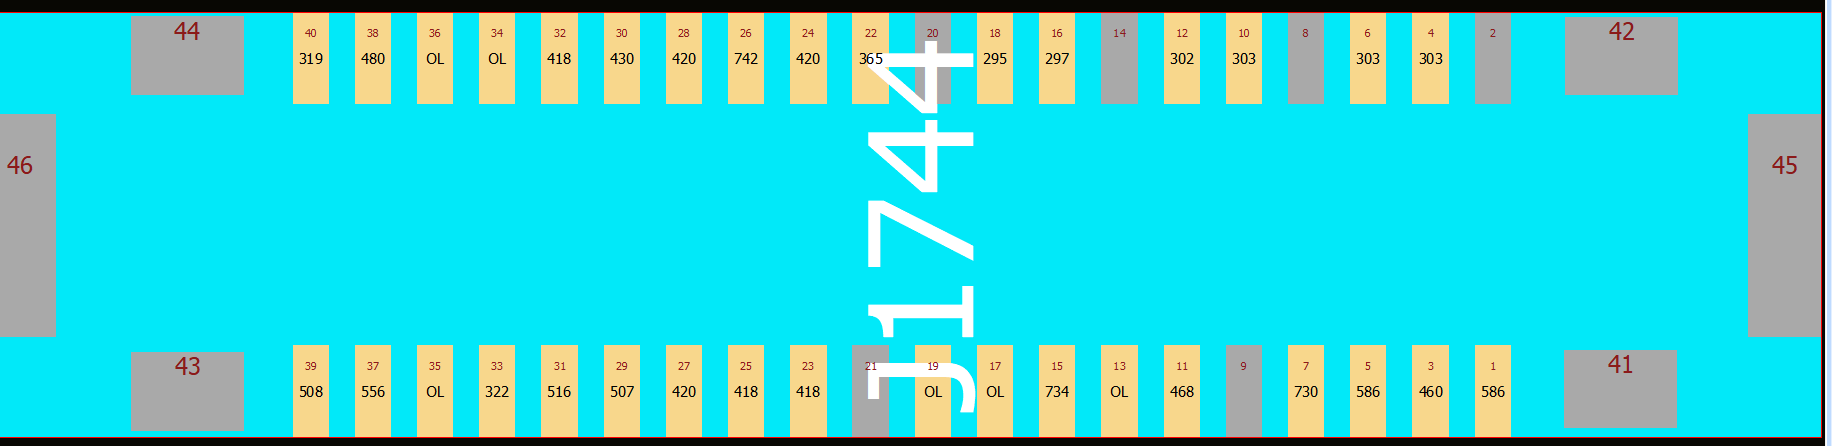 44 40 38 36 34 32 30 28 26 24 22 20 18 16 14 12 10 8 6 4 2 42
319 480 OL OL 418 430 420 742 420 365 295 297 302 303 303 303
46 J1744 45
43 39 37 35 33 31 29 27 25 23 21 19 17 15 13 11 9 7 5 3 1 41
508 556 OL 322 516 507 420 418 418 OL OL 734 OL 468 730 586 460 586